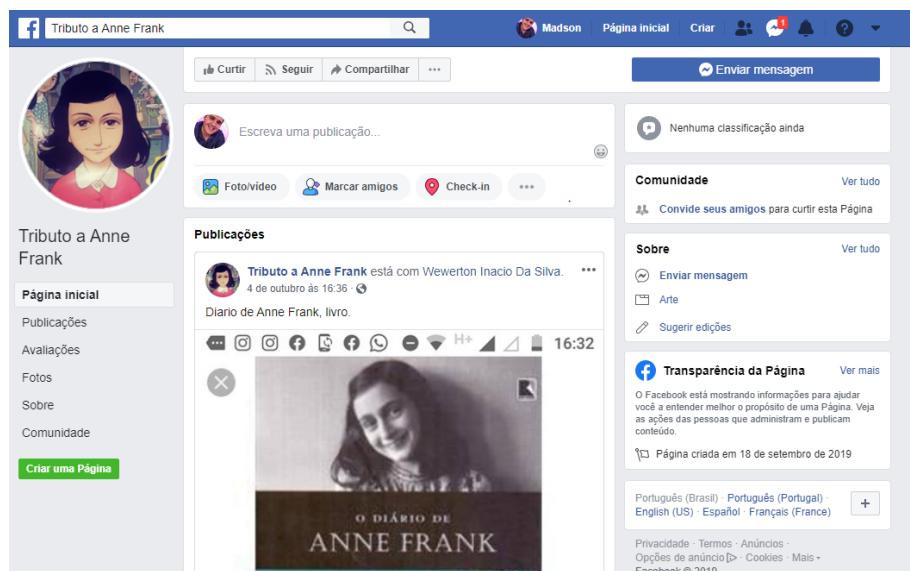 Tributo a Anne Frank
Madson
Página inicial
Criar
1
Curtir
Seguir
Compartilhar
Enviar mensagem
Escreva uma publicação...
Foto/vídeo
Marcar amigos
Check-in
Tributo a Anne
Frank
Página inicial
Publicações
Avaliações
Fotos
Sobre
Comunidade
Criar uma Página
Publicações
Tributo a Anne Frank está com Wewerton Inacio Da Silva.
4 de outubro às 16:36 ·
Diario de Anne Frank, livro.
H+
16:32
O DIÁRIO DE
ANNE FRANK
Nenhuma classificação ainda
Comunidade
Ver tudo
Convide seus amigos para curtir esta Página
Sobre
Ver tudo
Enviar mensagem
Arte
Sugerir edições
Transparência da Página
Ver mais
O Facebook está mostrando informações para ajudar
você a entender melhor o propósito de uma Página. Veja
as ações das pessoas que administram e publicam
conteúdo.
Página criada em 18 de setembro de 2019
Português (Brasil) · Português (Portugal) ·
English (US) · Español · Français (France)
Privacidade · Termos · Anúncios ·
Opções de anúncio · Cookies · Mais
Facebook © 2019